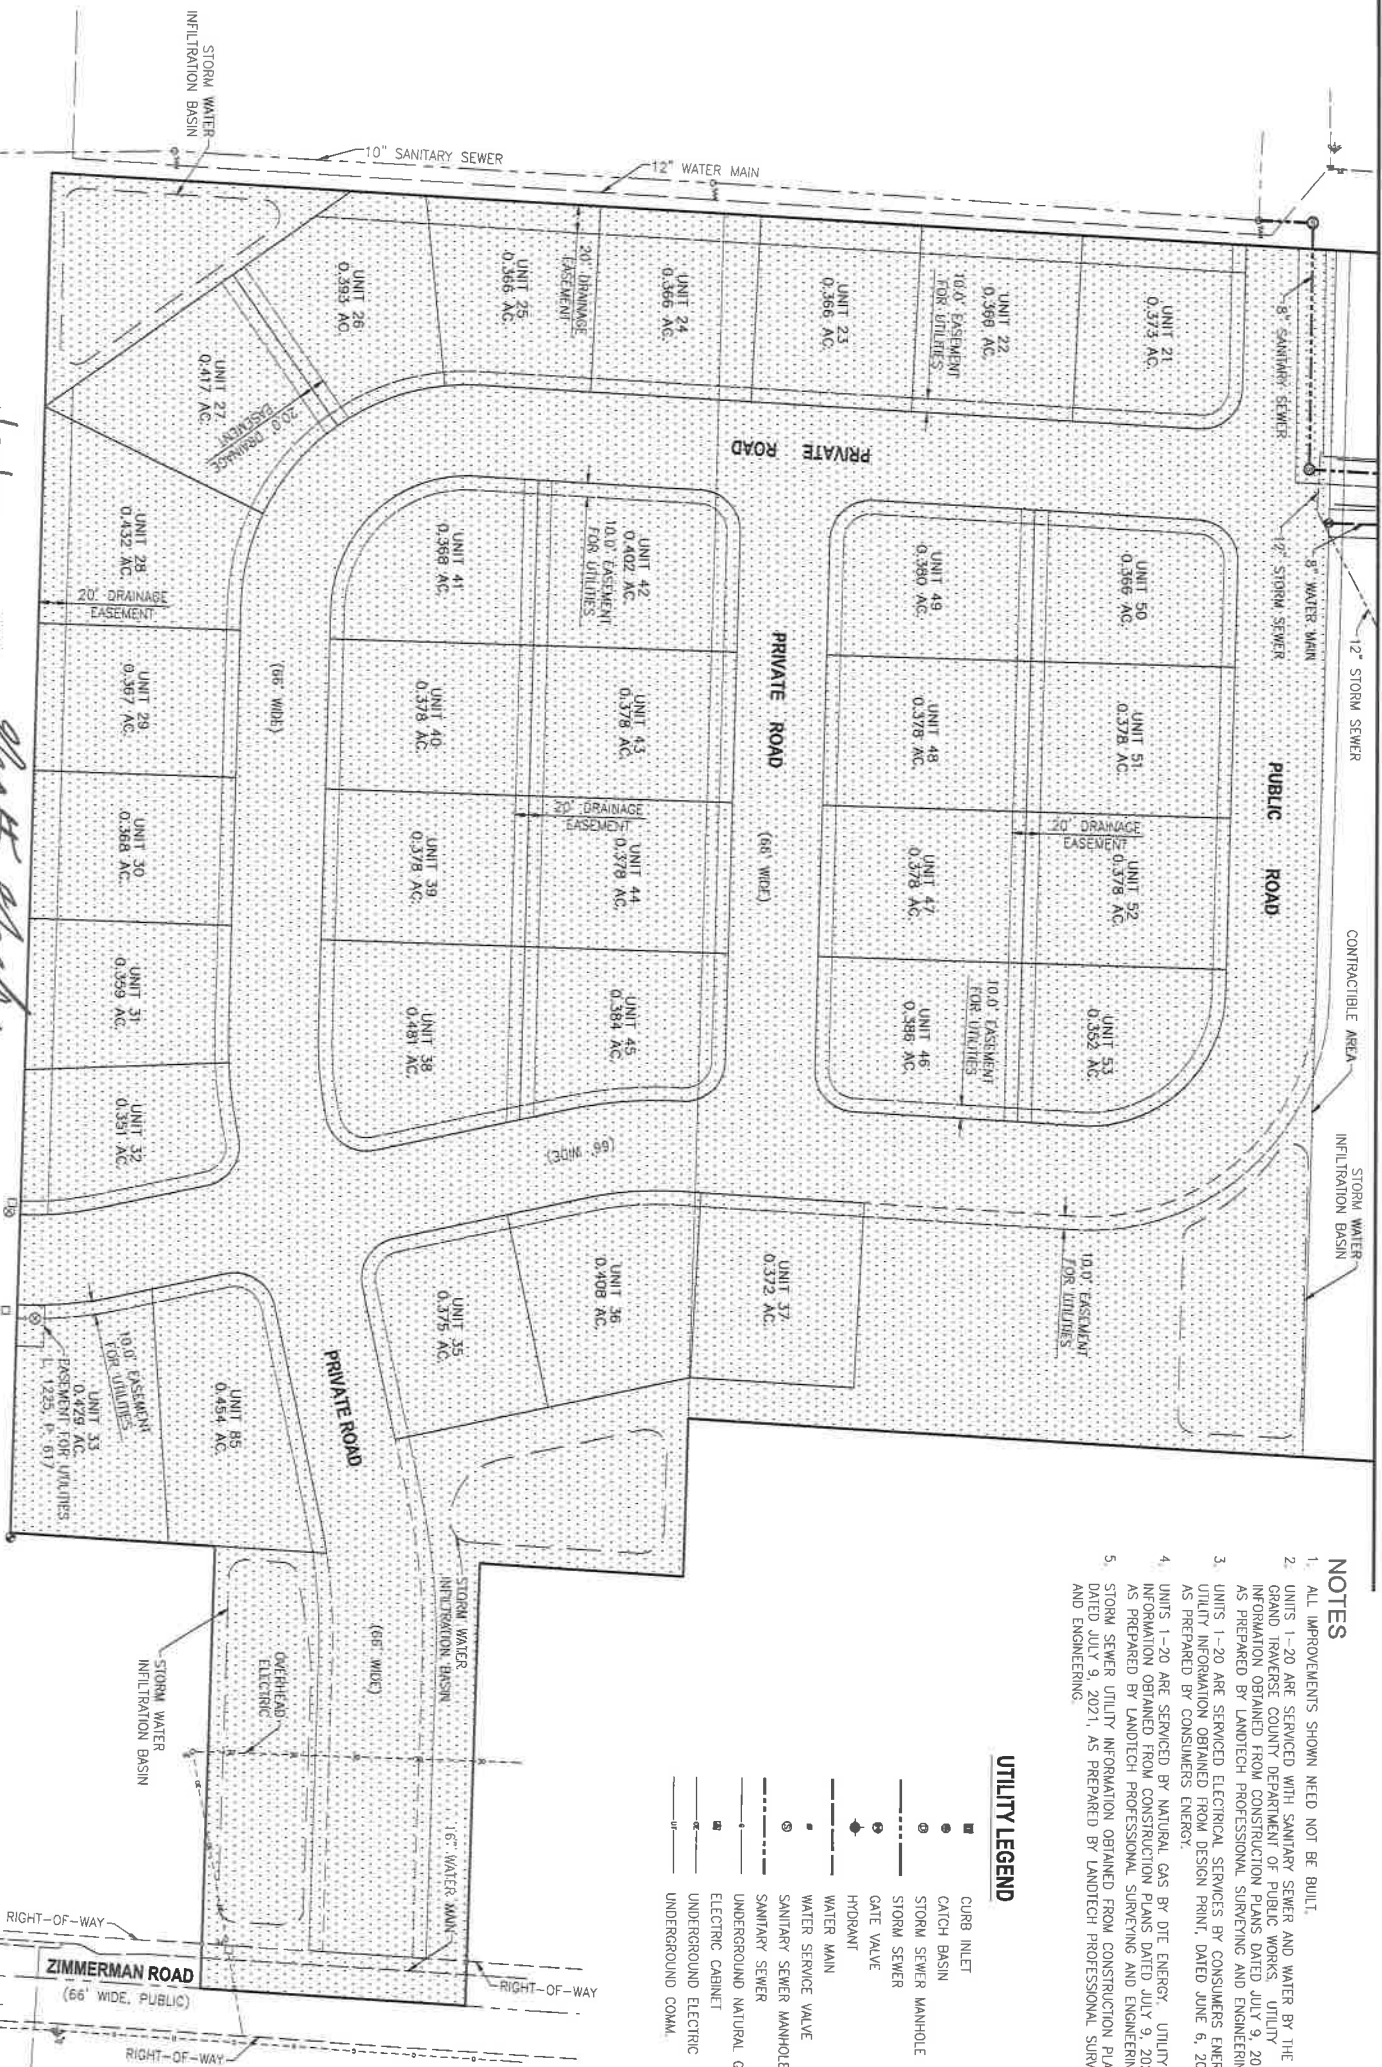 NOTES
1. ALL IMPROVEMENTS SHOWN NEED NOT BE BUILT.
2. UNITS 1-20 ARE SERVICED WITH SANITARY SEWER AND WATER BY THE
GRAND TRAVERSE COUNTY DEPARTMENT OF PUBLIC WORKS. UTILITY
INFORMATION OBTAINED FROM CONSTRUCTION PLANS DATED JULY 9, 20
AS PREPARED BY LANDTECH PROFESSIONAL SURVEYING AND ENGINEERIN
3. UNITS 1-20 ARE SERVICED ELECTRICAL SERVICES BY CONSUMERS ENE
UTILITY INFORMATION OBTAINED FROM DESIGN PRINT, DATED JUNE 6, 20
AS PREPARED BY CONSUMERS ENERGY.
4. UNITS 1-20 ARE SERVICED BY NATURAL GAS BY DTE ENERGY. UTILITY
INFORMATION OBTAINED FROM CONSTRUCTION PLANS DATED JULY 9, 20
AS PREPARED BY LANDTECH PROFESSIONAL SURVEYING AND ENGINEERIN
5. STORM SEWER UTILITY INFORMATION OBTAINED FROM CONSTRUCTION PLA
DATED JULY 9, 2021, AS PREPARED BY LANDTECH PROFESSIONAL SURV
AND ENGINEERING.
UTILITY LEGEND
CURB INLET
CATCH BASIN
STORM SEWER MANHOLE
STORM SEWER
GATE VALVE
HYDRANT
WATER MAIN
WATER SERVICE VALVE
SANITARY SEWER MANHOLE
SANITARY SEWER
UNDERGROUND NATURAL G
ELECTRIC CABINET
UNDERGROUND ELECTRIC
UNDERGROUND COMM.
12" STORM SEWER
CONTRACTIBLE AREA
STORM WATER
INFILTRATION BASIN
8" WATER MAIN
12" STORM SEWER
8" SANITARY SEWER
PUBLIC ROAD
UNIT 21
0.373 AC.
UNIT 50
0.366 AC.
UNIT 51
0.378 AC.
UNIT 52
0.378 AC.
UNIT 53
0.352 AC.
20' DRAINAGE
EASEMENT
10.0' EASEMENT
FOR UTILITIES
UNIT 22
0.368 AC.
10.0' EASEMENT
FOR UTILITIES
UNIT 49
0.380 AC.
UNIT 48
0.378 AC.
UNIT 47
0.378 AC.
UNIT 46
0.386 AC.
10.0' EASEMENT
FOR UTILITIES
UNIT 23
0.366 AC.
PRIVATE ROAD
PRIVATE ROAD
(66' WIDE)
UNIT 37
0.372 AC.
12" WATER MAIN
UNIT 24
0.366 AC.
20' DRAINAGE
EASEMENT
UNIT 42
0.402 AC.
10.0' EASEMENT
FOR UTILITIES
UNIT 43
0.378 AC.
UNIT 44
0.378 AC.
20' DRAINAGE
EASEMENT
UNIT 45
0.384 AC.
(66' WIDE)
UNIT 36
0.408 AC.
UNIT 25
0.366 AC.
UNIT 41
0.368 AC.
UNIT 40
0.378 AC.
UNIT 39
0.378 AC.
UNIT 38
0.481 AC.
UNIT 35
0.375 AC.
10" SANITARY SEWER
UNIT 26
0.393 AC.
STORM WATER
INFILTRATION BASIN
16" WATER MAIN
PRIVATE ROAD
(66' WIDE)
(66' WIDE)
STORM WATER
INFILTRATION BASIN
UNIT 27
0.417 AC.
20.0' DRAINAGE
EASEMENT
UNIT 28
0.432 AC.
20' DRAINAGE
EASEMENT
UNIT 29
0.367 AC.
UNIT 30
0.368 AC.
UNIT 31
0.359 AC.
UNIT 32
0.351 AC.
UNIT 85
0.454 AC.
10.0' EASEMENT
FOR UTILITIES
UNIT 33
0.429 AC.
EASEMENT FOR UTILITIES
L. 1225, P. 617
OVERHEAD
ELECTRIC
STORM WATER
INFILTRATION BASIN
RIGHT-OF-WAY
RIGHT-OF-WAY
ZIMMERMAN ROAD
(66' WIDE, PUBLIC)
RIGHT-OF-WAY